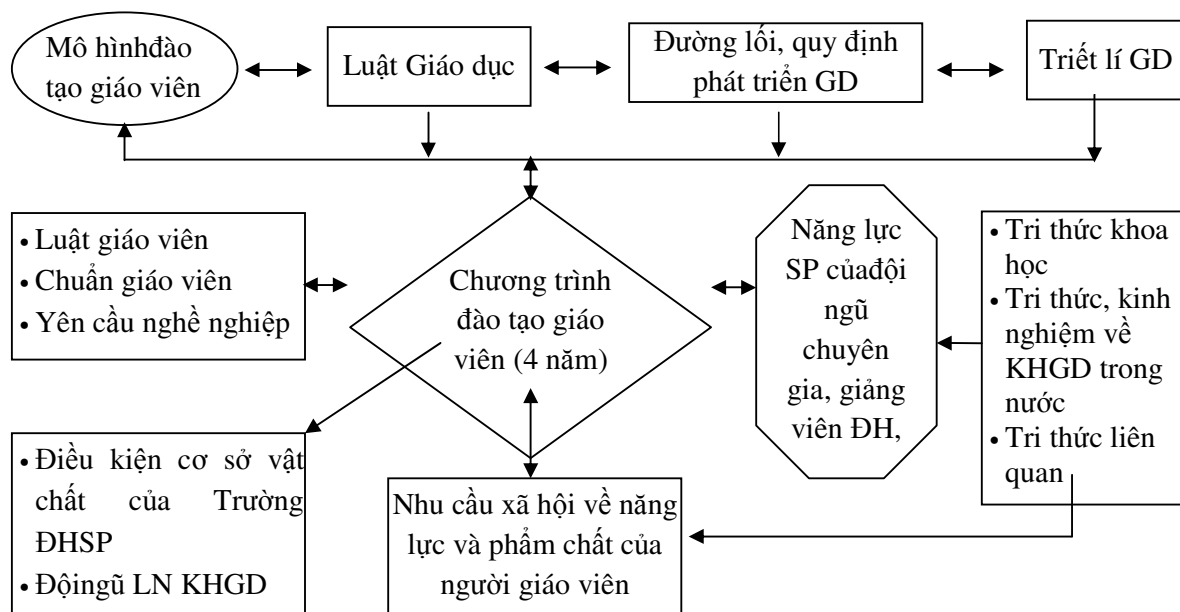 Mô hìnhđào
tạo giáo viên
Luật Giáo dục
Đường lối, quy định
phát triển GD
Triết lí GD
• Luật giáo viên
• Chuẩn giáo viên
• Yên cầu nghề nghiệp
Chương trình
đào tạo giáo
viên (4 năm)
Năng lực
SP củađội
ngũ
chuyên
gia, giảng
viên ĐH,
• Tri thức khoa
học
• Tri thức, kinh
nghiệm về
KHGD trong
nước
• Tri thức liên
quan
• Điều kiện cơ sở vật
chất của Trường
ĐHSP
• Độingũ LN KHGD
Nhu cầu xã hội về năng
lực và phẩm chất của
người giáo viên